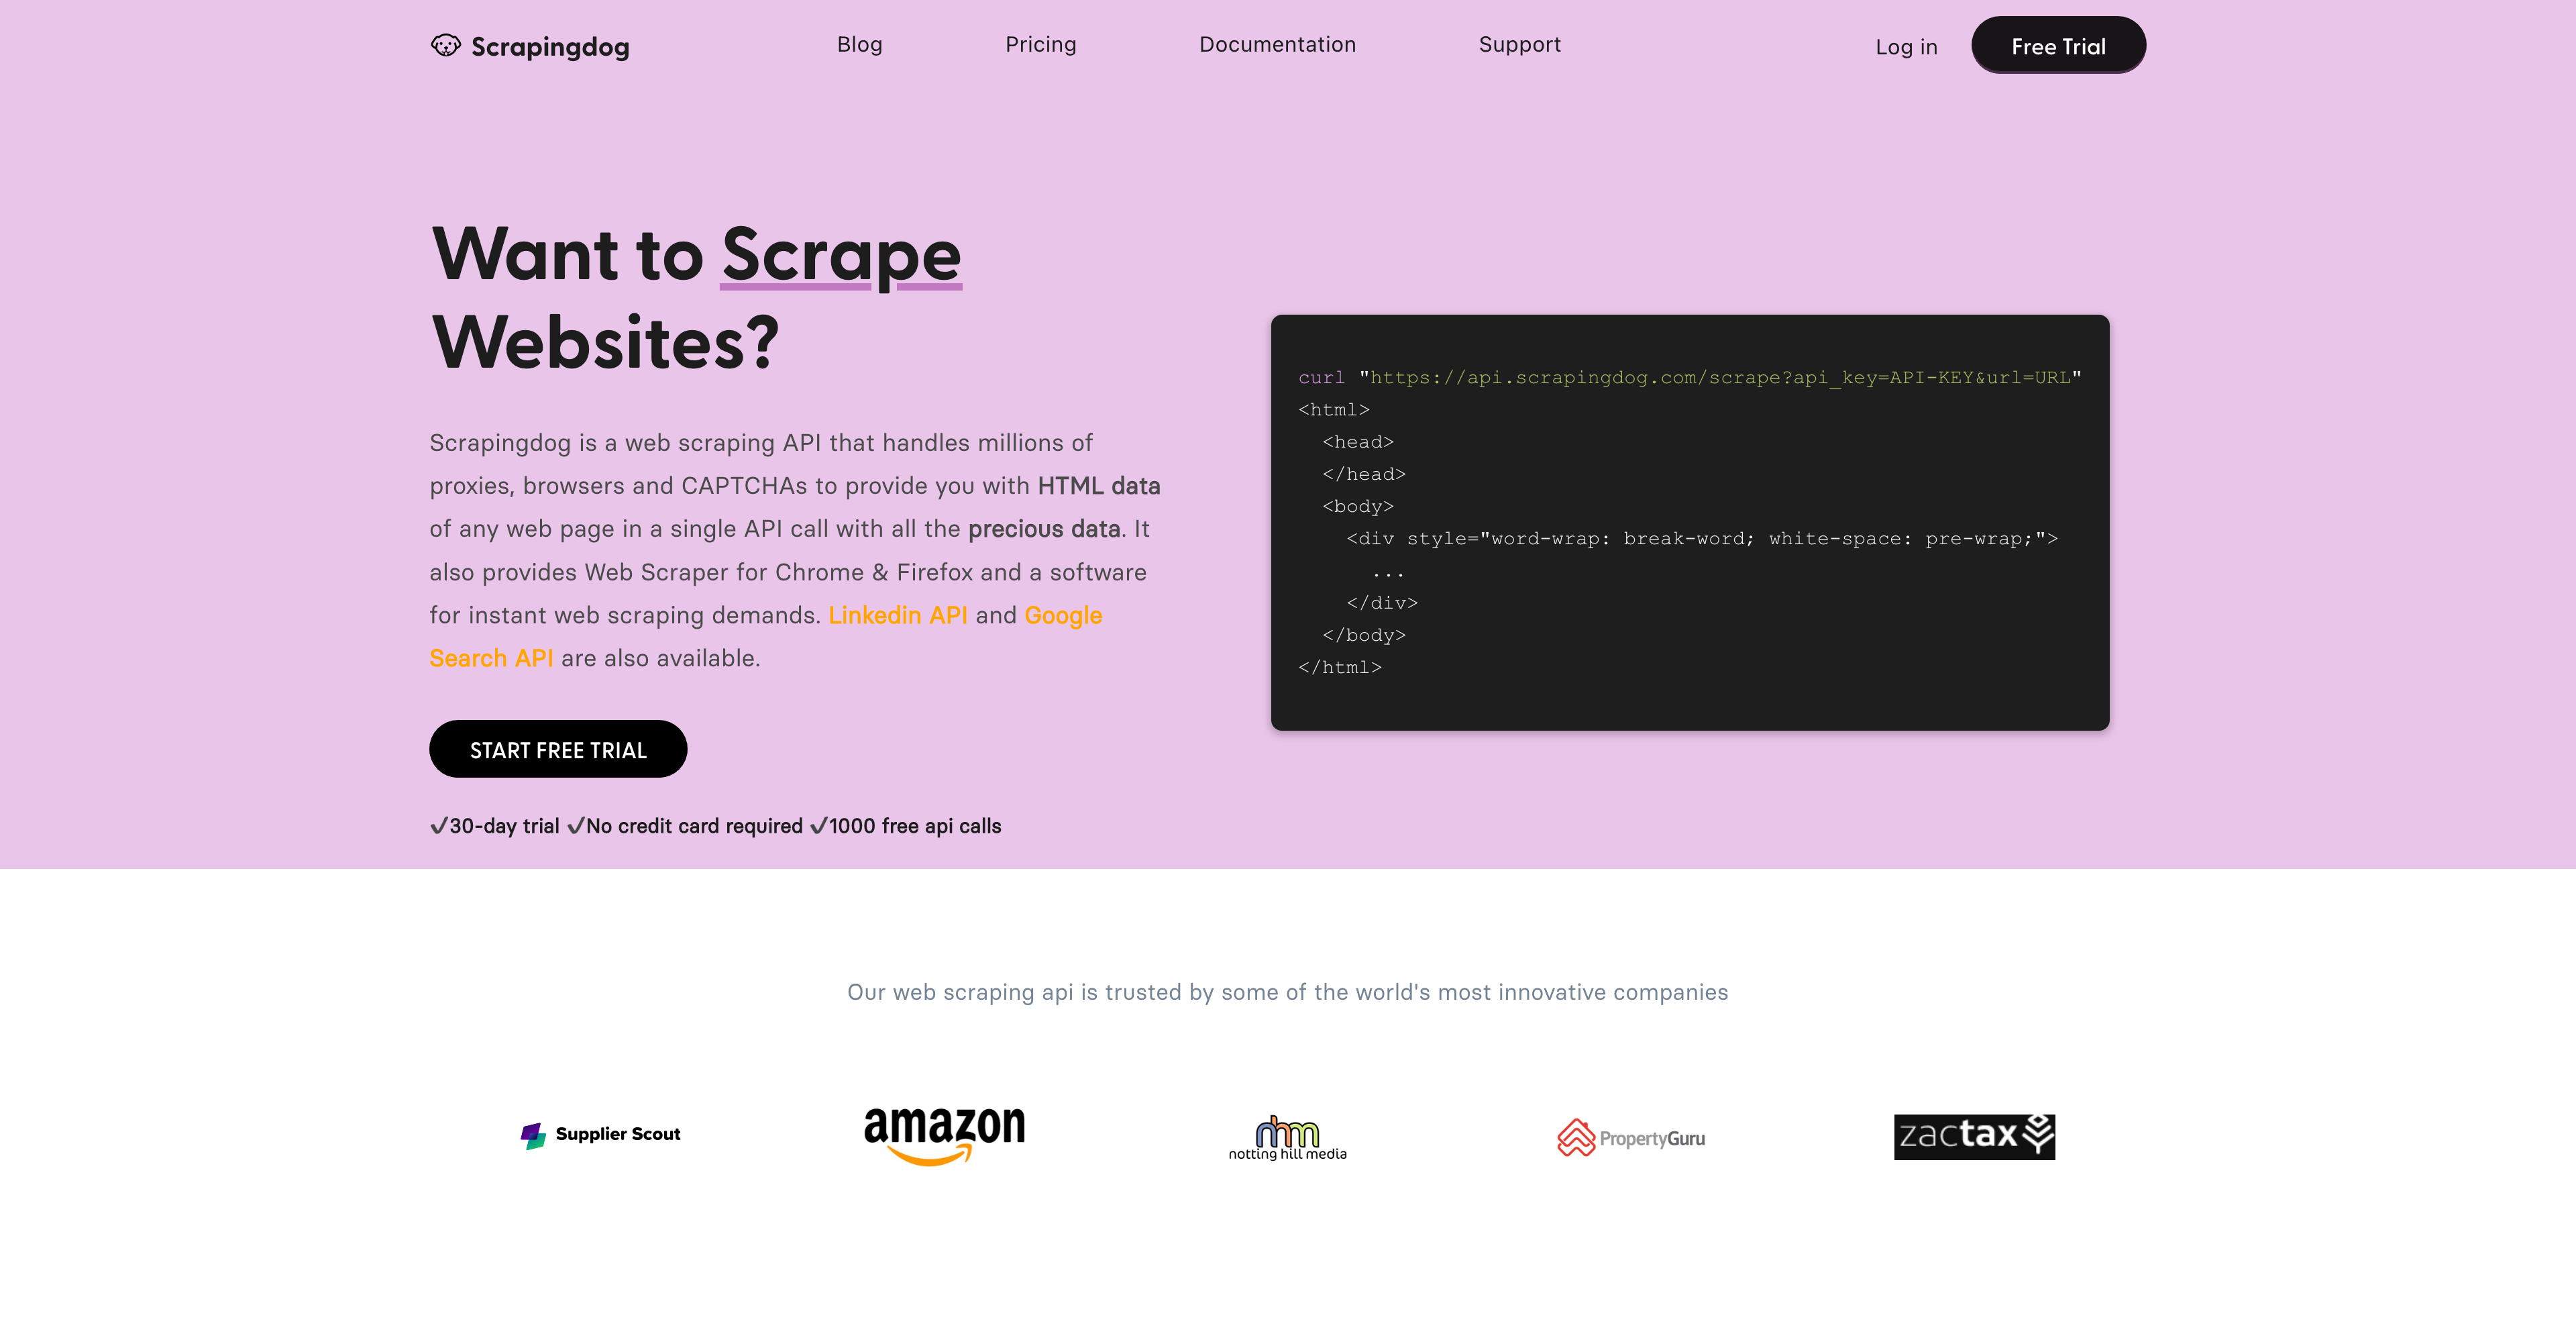 Scrapingdog
Blog
Pricing
Documentation
Support
Log in
Free Trial
Want to Scrape
Websites?
Scrapingdog is a web scraping API that handles millions of
proxies, browsers and CAPTCHAs to provide you with HTML data
of any web page in a single API call with all the precious data. It
also provides Web Scraper for Chrome & Firefox and a software
for instant web scraping demands. Linkedin API and Google
Search API are also available.
START FREE TRIAL
✔30-day trial ✔No credit card required ✔1000 free api calls
curl "https://api.scrapingdog.com/scrape?api_key=API-KEY&url=URL"
<html>
<head>
</head>
<body>
<div style="word-wrap: break-word; white-space: pre-wrap;">
...
</div>
</body>
</html>
Our web scraping api is trusted by some of the world's most innovative companies
Supplier Scout
amazon
nhm
notting hill media
PropertyGuru
zactax